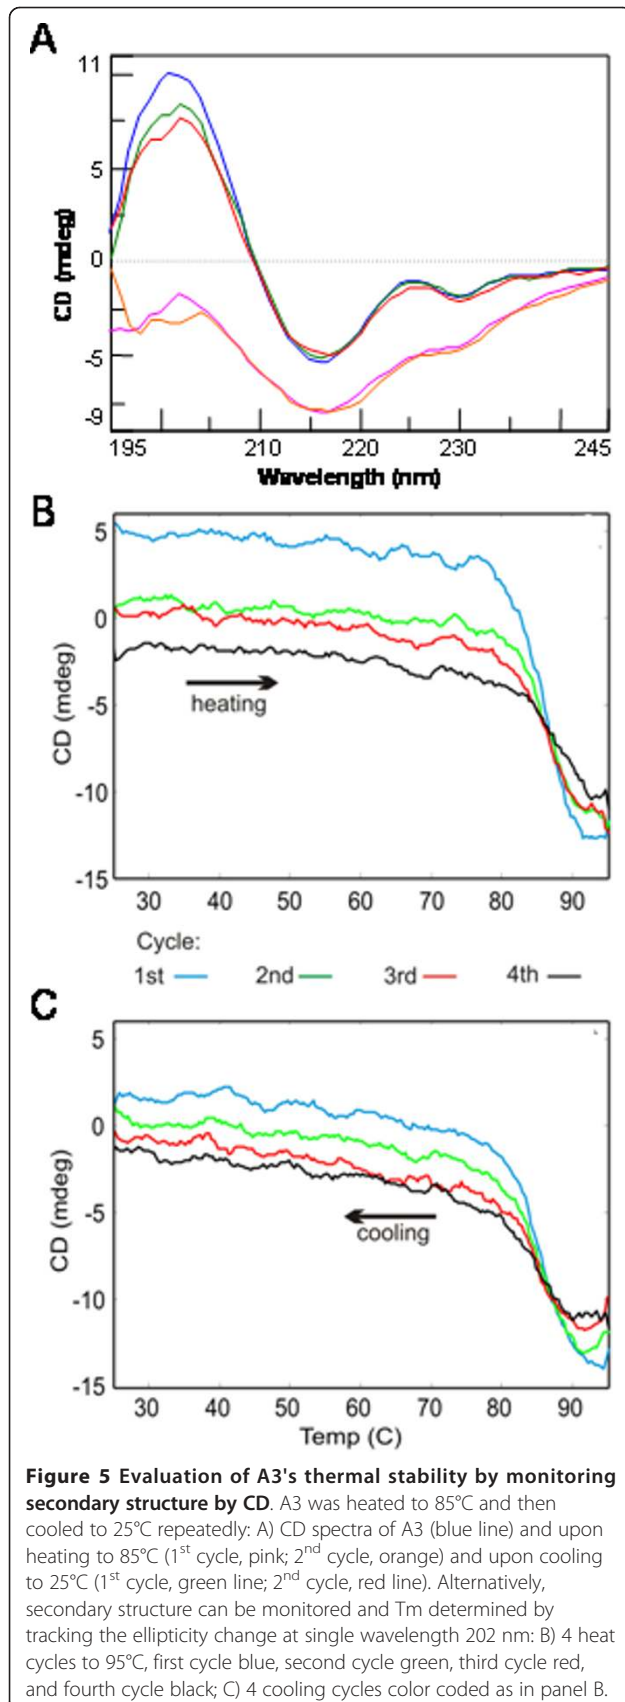 A
11
5
0
-5
-9
CD (mdeg)
195 210 220 230 245
Wavelength (nm)
B
5
0
-5
-10
-15
CD (mdeg)
heating
30 40 50 60 70 80 90
Cycle:
1st 2nd 3rd 4th
C
5
0
-5
-10
-15
CD (mdeg)
cooling
30 40 50 60 70 80 90
Temp (C)
Figure 5 Evaluation of A3's thermal stability by monitoring
secondary structure by CD. A3 was heated to 85°C and then
cooled to 25°C repeatedly: A) CD spectra of A3 (blue line) and upon
heating to 85°C (1st cycle, pink; 2nd cycle, orange) and upon cooling
to 25°C (1st cycle, green line; 2nd cycle, red line). Alternatively,
secondary structure can be monitored and Tm determined by
tracking the ellipticity change at single wavelength 202 nm: B) 4 heat
cycles to 95°C, first cycle blue, second cycle green, third cycle red,
and fourth cycle black; C) 4 cooling cycles color coded as in panel B.